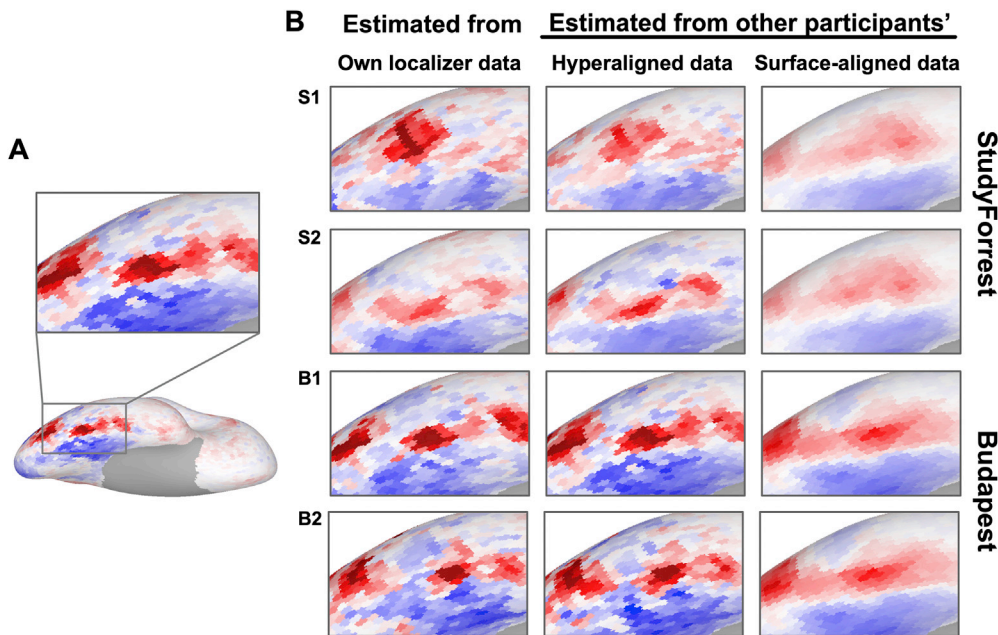 A
B
Estimated from
Estimated from other participants’
Own localizer data
Hyperaligned data
Surface-aligned data
S1
S2
StudyForrest
B1
B2
Budapest